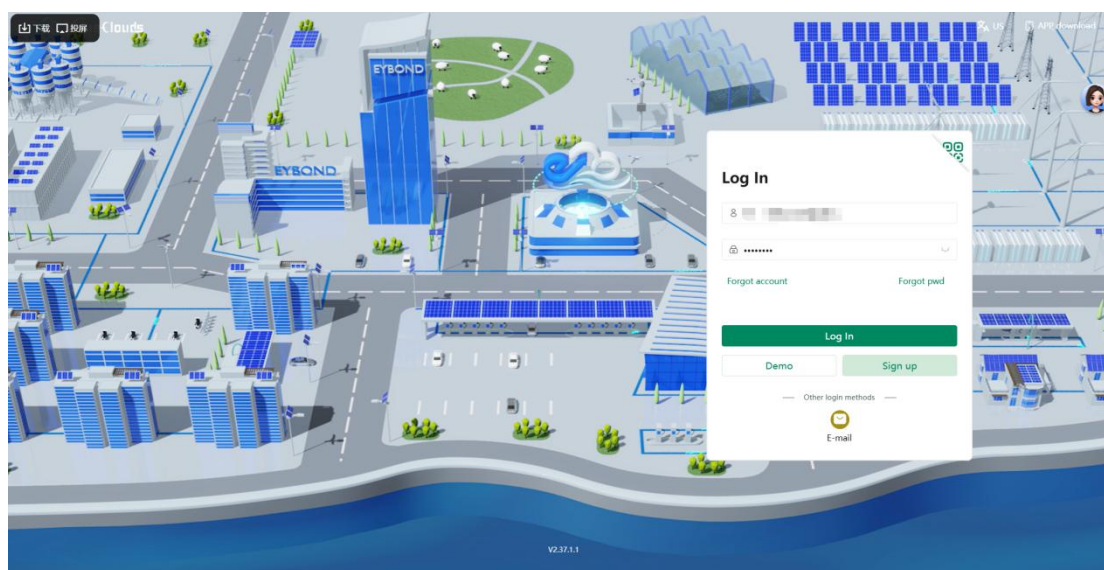 下载 投屏 Clouds
US APP download
EYBOND
EYBOND
Log In
Forgot account Forgot pwd
Log In
Demo Sign up
Other login methods
E-mail
V2.37.1.1